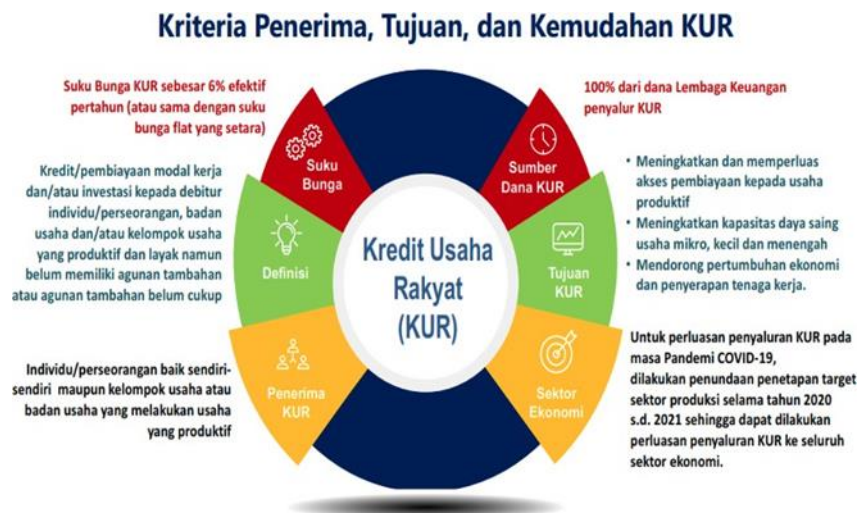 Kriteria Penerima, Tujuan, dan Kemudahan KUR
Suku Bunga KUR sebesar 6% efektif
pertahun (atau sama dengan suku
bunga flat yang setara)
Suku
Bunga
Kredit/pembiayaan modal kerja
dan/atau investasi kepada debitur
individu/perseorangan, badan
usaha dan/atau kelompok usaha
yang produktif dan layak namun
belum memiliki agunan tambahan
atau agunan tambahan belum cukup
Definisi
Individu/perseorangan baik sendiri-
sendiri maupun kelompok usaha atau
badan usaha yang melakukan usaha
yang produktif
Penerima
KUR
Kredit Usaha
Rakyat
(KUR)
Sumber
Dana KUR
100% dari dana Lembaga Keuangan
penyalur KUR
Tujuan
KUR
• Meningkatkan dan memperluas
akses pembiayaan kepada usaha
produktif
• Meningkatkan kapasitas daya saing
usaha mikro, kecil dan menengah
• Mendorong pertumbuhan ekonomi
dan penyerapan tenaga kerja.
Sektor
Ekonomi
Untuk perluasan penyaluran KUR pada
masa Pandemi COVID-19,
dilakukan penundaan penetapan target
sektor produksi selama tahun 2020
s.d. 2021 sehingga dapat dilakukan
perluasan penyaluran KUR ke seluruh
sektor ekonomi.